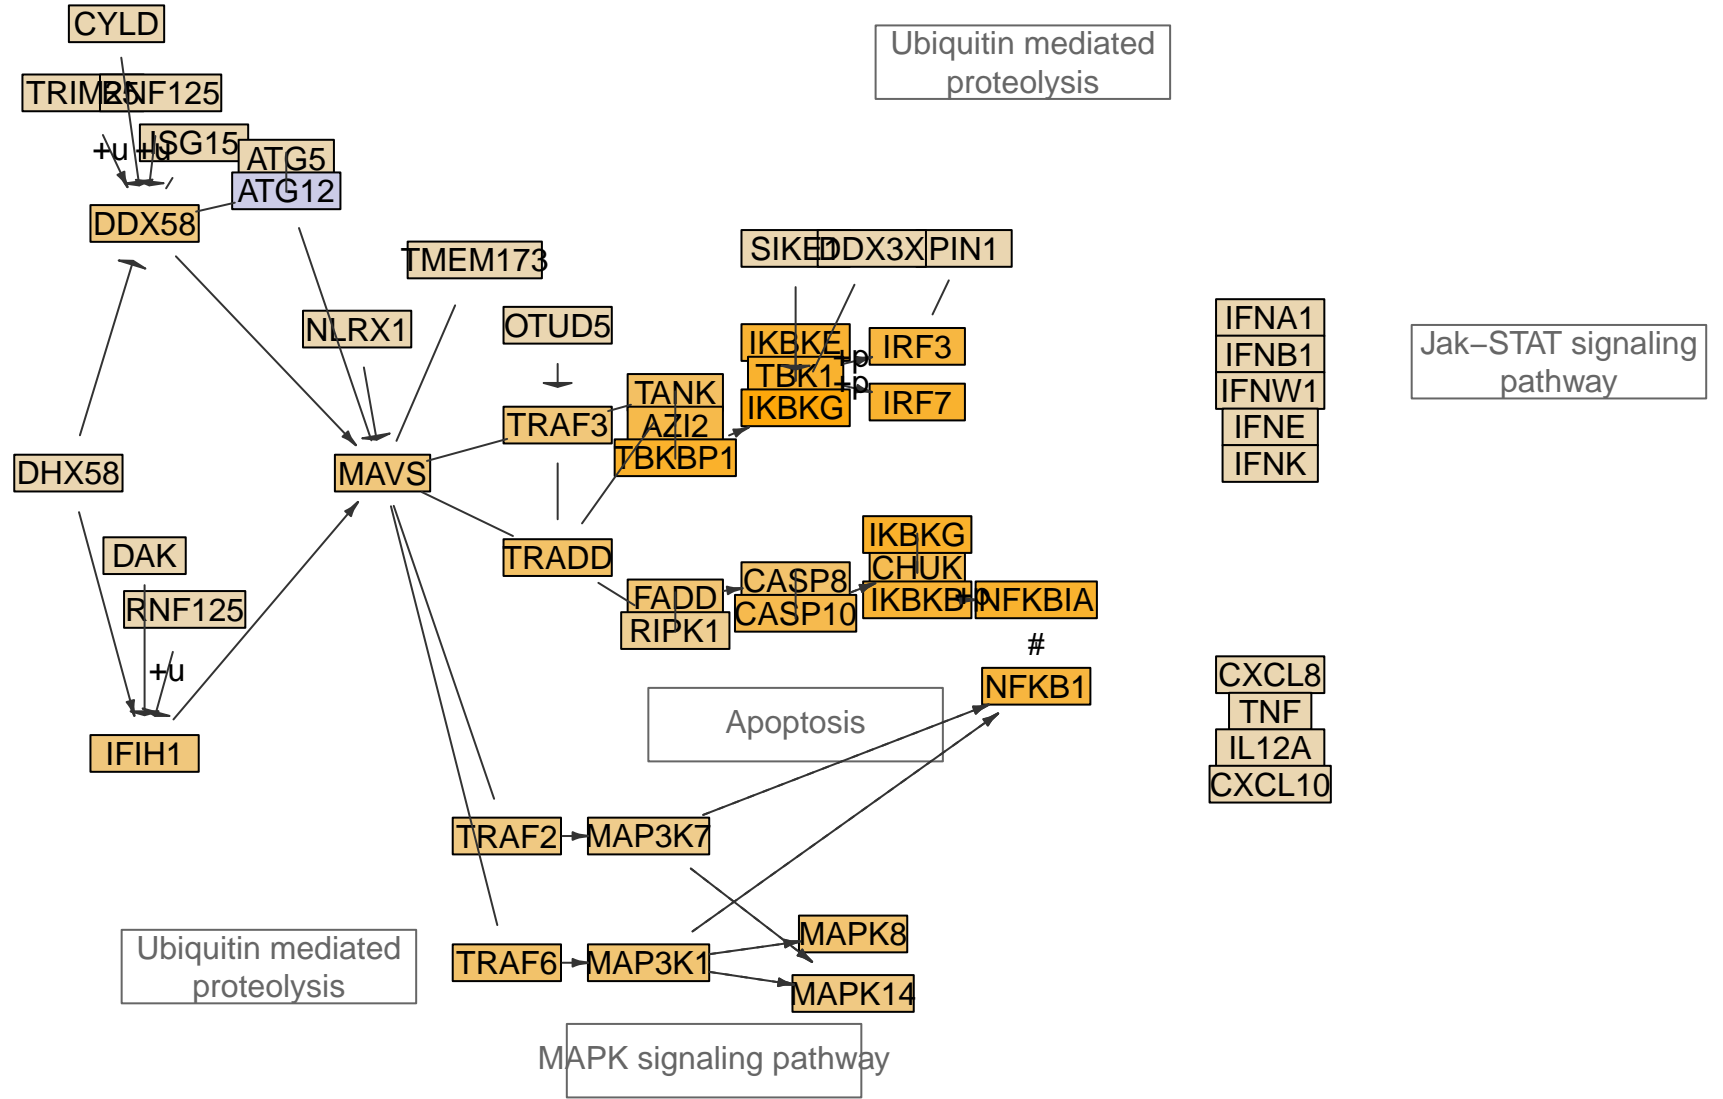 CYLD
Ubiquitin mediated
proteolysis
TRIM25
RNF125
+u
+u
ISG15
ATG5
ATG12
DDX58
TMEM173
SIKE1
DDX3X
PIN1
NLRX1
OTUD5
IKBKE
+p
IRF3
TBK1
+p
IKBKG
IRF7
IFNA1
IFNB1
IFNW1
IFNE
IFNK
Jak–STAT signaling
pathway
TANK
AZI2
TBKBP1
TRAF3
DHX58
MAVS
DAK
RNF125
+u
TRADD
IKBKG
CHUK
IKBKB
+p
NFKBIA
CASP8
CASP10
FADD
RIPK1
#
NFKB1
CXCL8
TNF
IL12A
CXCL10
Apoptosis
IFIH1
TRAF2
MAP3K7
Ubiquitin mediated
proteolysis
TRAF6
MAP3K1
MAPK8
MAPK14
MAPK signaling pathway